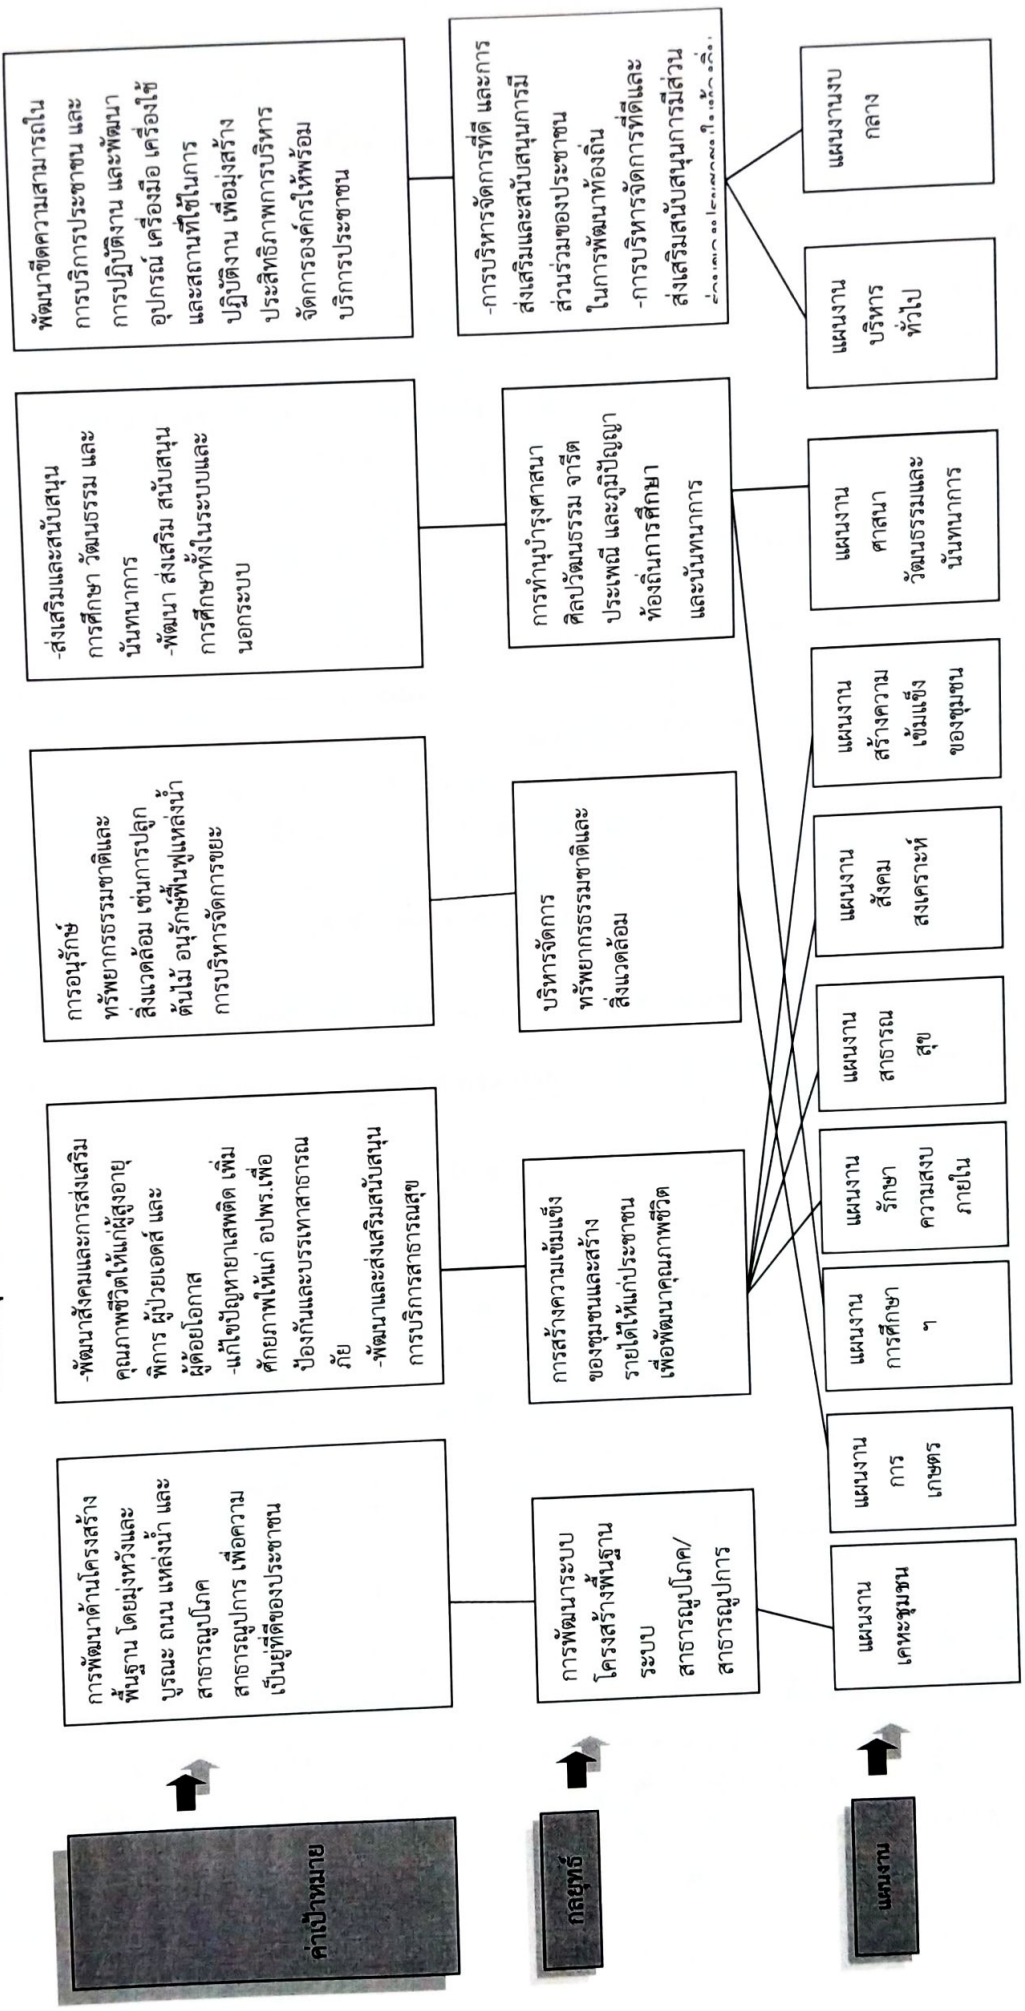 ค่าเป้าหมาย
การพัฒนาด้านโครงสร้าง
พื้นฐาน โดยมุ่งหวังและ
บูรณะ ถนน แหล่งน้ำ และ
สาธารณูปโภค
สาธารณูปการ เพื่อความ
เป็นยู่ที่ดีของประชาชน
-พัฒนาสังคมและการส่งเสริม
คุณภาพชีวิตให้แก่ผู้สูงอายุ
พิการ ผู้ป่วยเอดส์ และ
ผู้ด้อยโอกาส
-แก้ไขปัญหายาเสพติด เพิ่ม
ศักยภาพให้แก่ อปพร.เพื่อ
ป้องกันและบรรเทาสาธารณ
ภัย
-พัฒนาและส่งเสริมสนับสนุน
การบริการสาธารณสุข
การอนุรักษ์
ทรัพยากรธรรมชาติและ
สิ่งแวดล้อม เช่นการปลูก
ต้นไม้ อนุรักษ์ฟื้นฟูแหล่งน้ำ
การบริหารจัดการขยะ
-ส่งเสริมและสนับสนุน
การศึกษา วัฒนธรรม และ
นันทนาการ
-พัฒนา ส่งเสริม สนับสนุน
การศึกษาทั้งในระบบและ
นอกระบบ
พัฒนาขีดความสามารถใน
การบริการประชาชน และ
การปฏิบัติงาน และพัฒนา
อุปกรณ์ เครื่องมือ เครื่องใช้
และสถานที่ใช้ในการ
ปฏิบัติงาน เพื่อมุ่งสร้าง
ประสิทธิภาพการบริหาร
จัดการองค์กรให้พร้อม
บริการประชาชน
กลยุทธ์
การพัฒนาระบบ
โครงสร้างพื้นฐาน
ระบบ
สาธารณูปโภค/
สาธารณูปการ
การสร้างความเข้มแข็ง
ของชุมชนและสร้าง
รายได้ให้แก่ประชาชน
เพื่อพัฒนาคุณภาพชีวิต
บริหารจัดการ
ทรัพยากรธรรมชาติและ
สิ่งแวดล้อม
การทำนุบำรุงศาสนา
ศิลปวัฒนธรรม จารีต
ประเพณี และภูมิปัญญา
ท้องถิ่นการศึกษา
และนันทนาการ
-การบริหารจัดการที่ดี และการ
ส่งเสริมและสนับสนุนการมี
ส่วนร่วมของประชาชน
ในการพัฒนาท้องถิ่น
-การบริหารจัดการที่ดีและ
ส่งเสริมสนับสนุนการมีส่วน
แผนงาน
แผนงาน
เคหะชุมชน
แผนงาน
การ
เกษตร
แผนงาน
การศึกษา
ฯ
แผนงาน
รักษา
ความสงบ
ภายใน
แผนงาน
สาธารณ
สุข
แผนงาน
สังคม
สงเคราะห์
แผนงาน
สร้างความ
เข้มแข็ง
ของชุมชน
แผนงาน
ศาสนา
วัฒนธรรมและ
นันทนาการ
แผนงาน
บริหาร
ทั่วไป
แผนงานงบ
กลาง